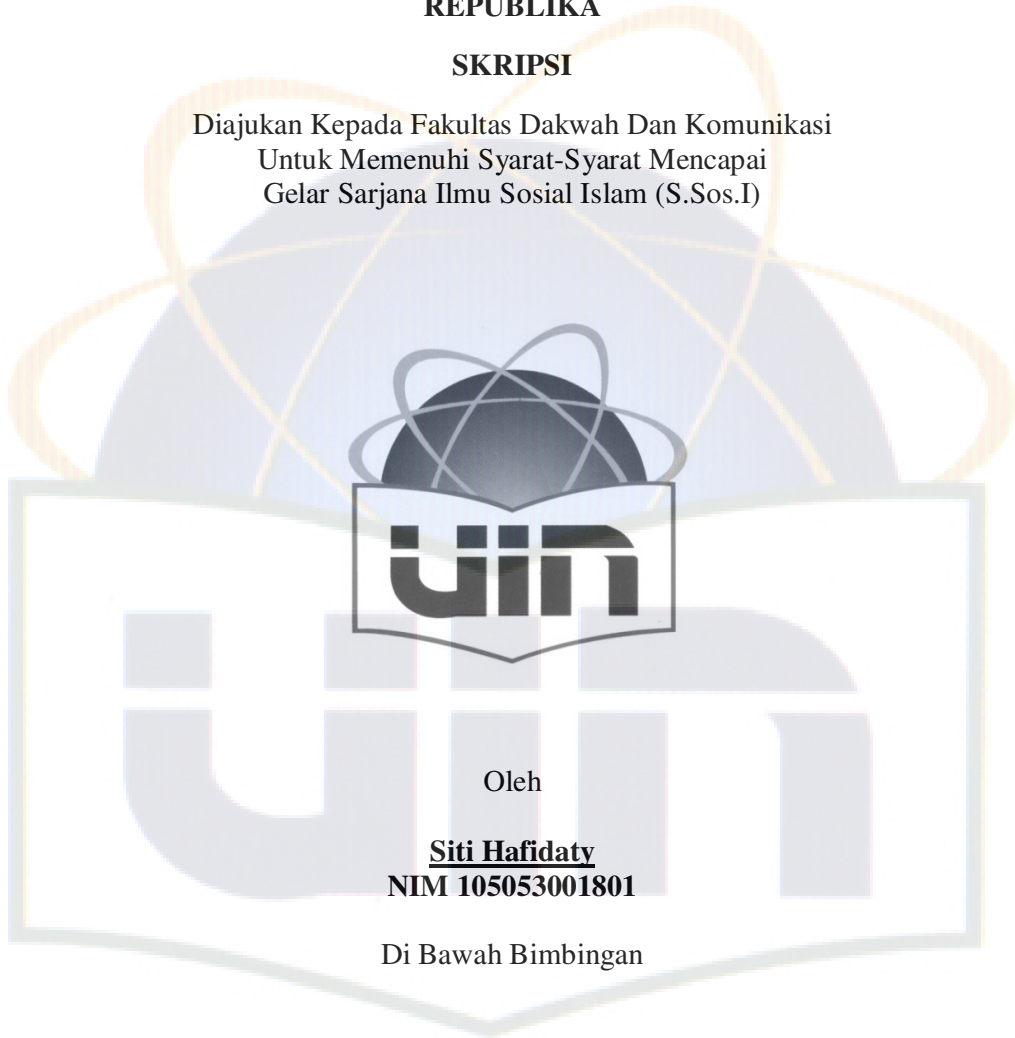 REPUBLIKA
SKRIPSI
Diajukan Kepada Fakultas Dakwah Dan Komunikasi
Untuk Memenuhi Syarat-Syarat Mencapai
Gelar Sarjana Ilmu Sosial Islam (S.Sos.I)
uin
Oleh
Siti Hafidaty
NIM 105053001801
Di Bawah Bimbingan